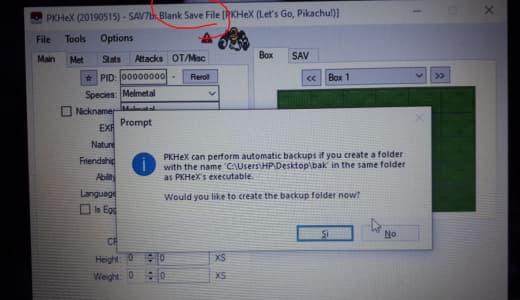 PKHeX (20190515) - SAV7b: Blank Save File [PKHeX (Let's Go, Pikachu!)]
File Tools Options
Main Met Stats Attacks OT/Misc
Box SAV
PID: 00000000 - Reroll
<< Box 1 >>
Species: Melmetal
Nickname: Melmetal
EXP
Nature
Friendship
Ability
Language
Is Egg
CP
Height: 0 0 XS
Weight: 0 0 XS
Prompt
PKHeX can perform automatic backups if you create a folder
with the name 'C:\Users\HP\Desktop\bak' in the same folder
as PKHeX's executable.
Would you like to create the backup folder now?
Sì No